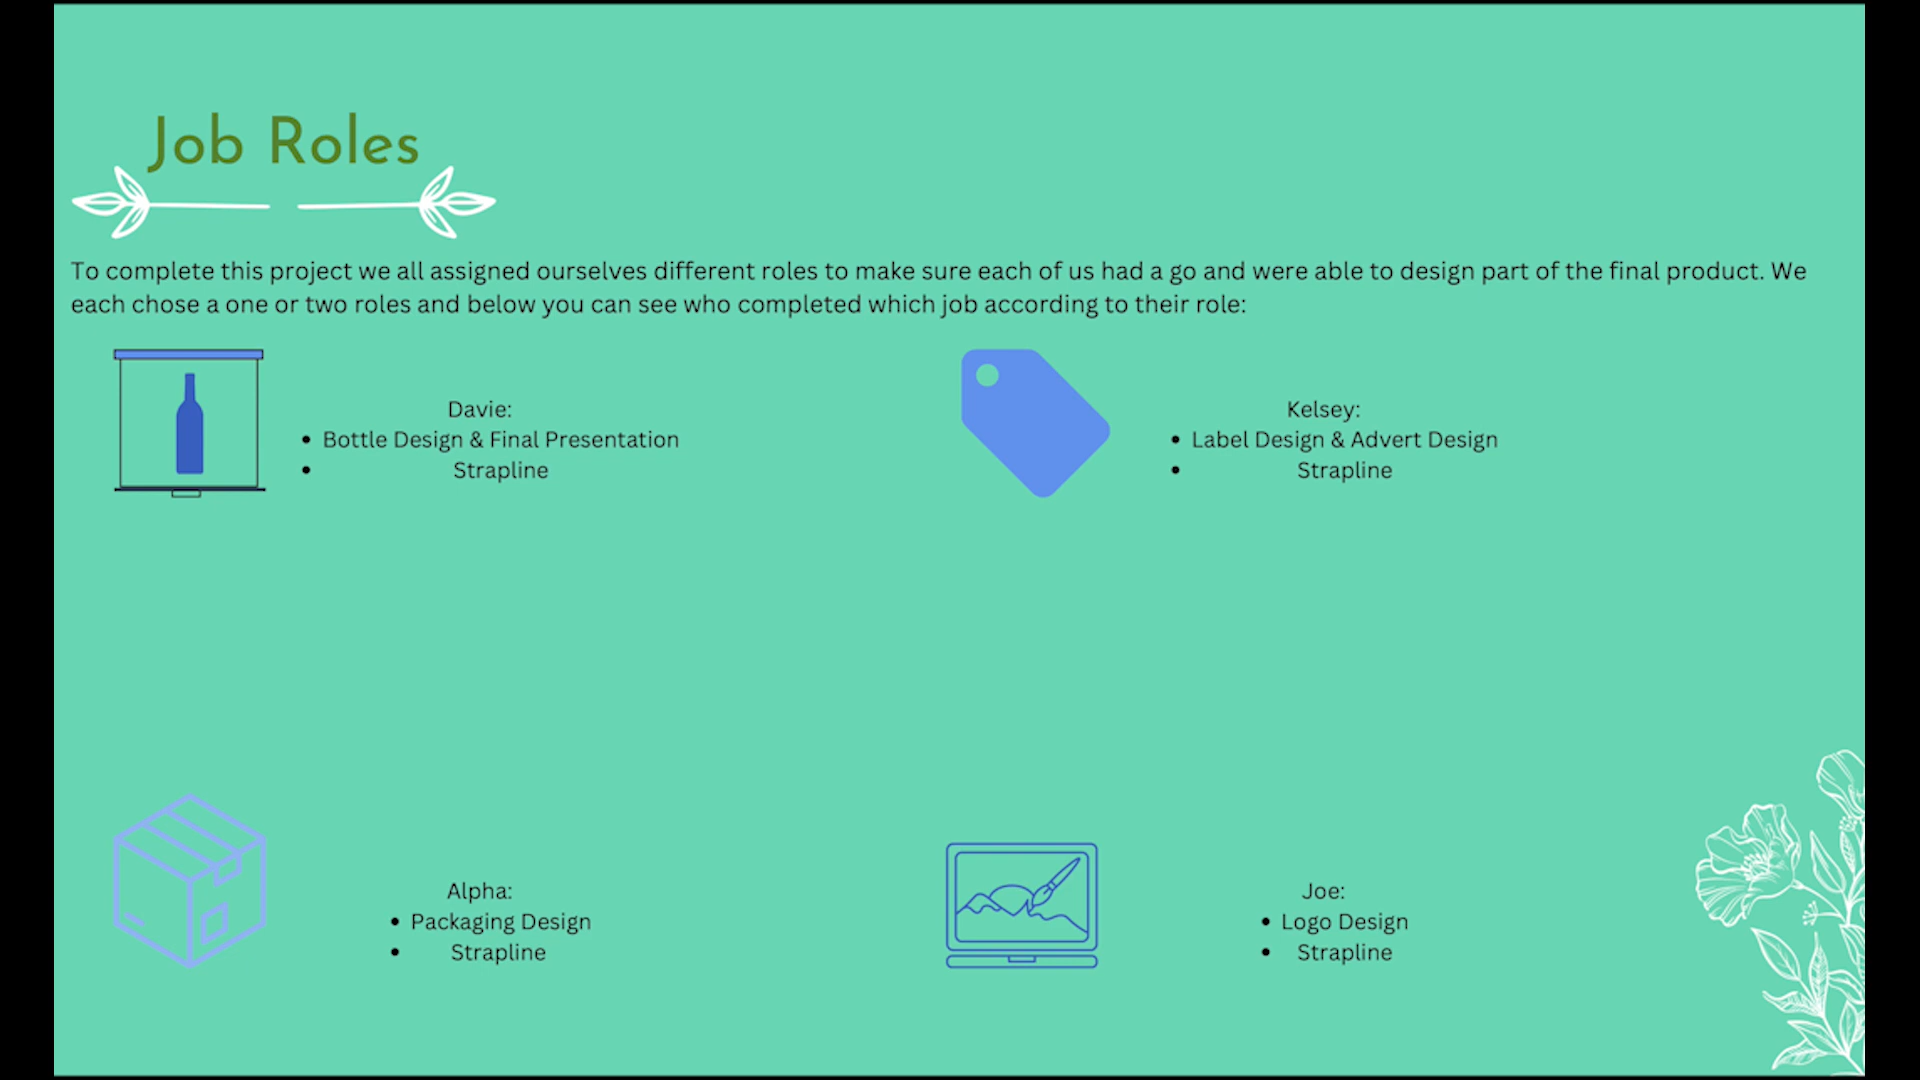 Job Roles
To complete this project we all assigned ourselves different roles to make sure each of us had a go and were able to design part of the final product. We
each chose a one or two roles and below you can see who completed which job according to their role:
Davie:
• Bottle Design & Final Presentation
• Strapline
Kelsey:
• Label Design & Advert Design
• Strapline
Alpha:
• Packaging Design
• Strapline
Joe:
• Logo Design
• Strapline